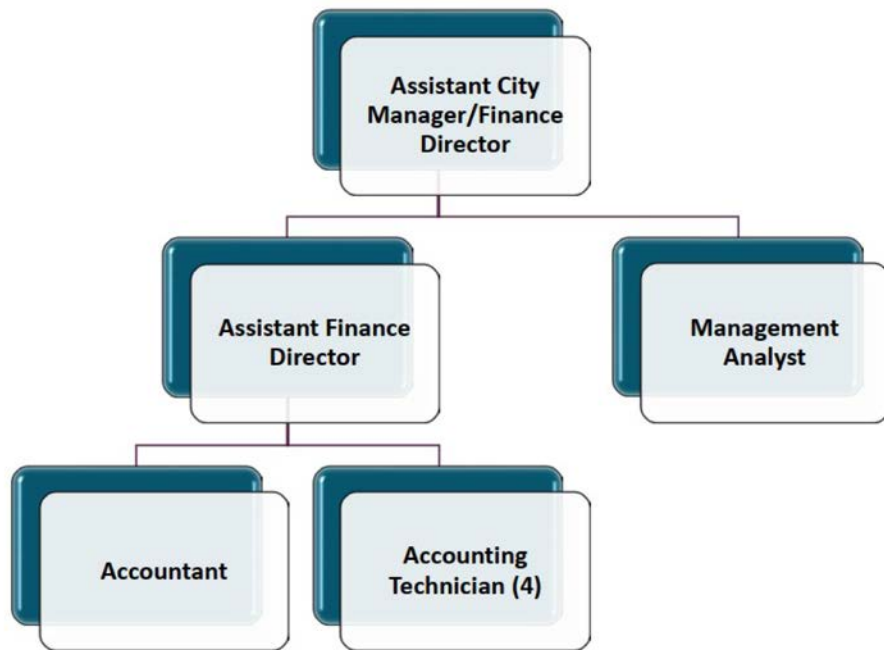 Assistant City
Manager/Finance
Director
Assistant Finance
Director
Management
Analyst
Accountant
Accounting
Technician (4)